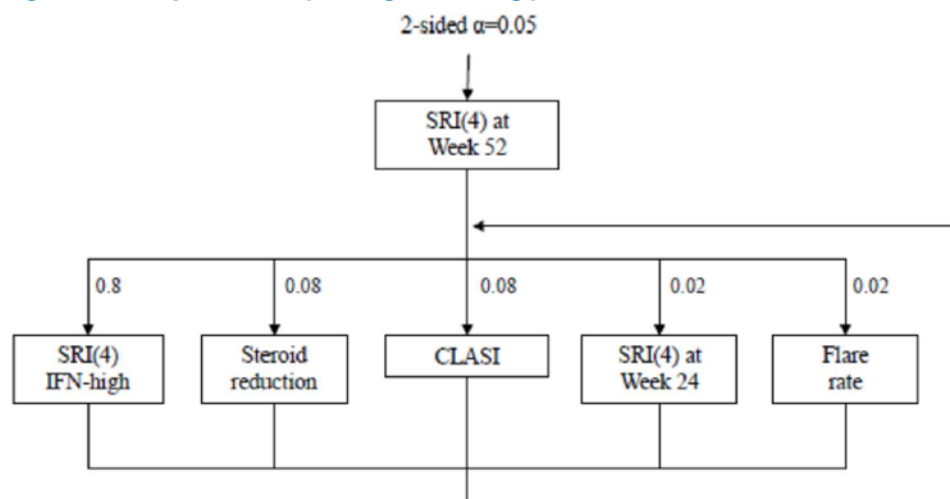 2-sided α=0.05
SRI(4) at
Week 52
0.8
0.08
0.08
0.02
0.02
SRI(4)
IFN-high
Steroid
reduction
CLASI
SRI(4) at
Week 24
Flare
rate